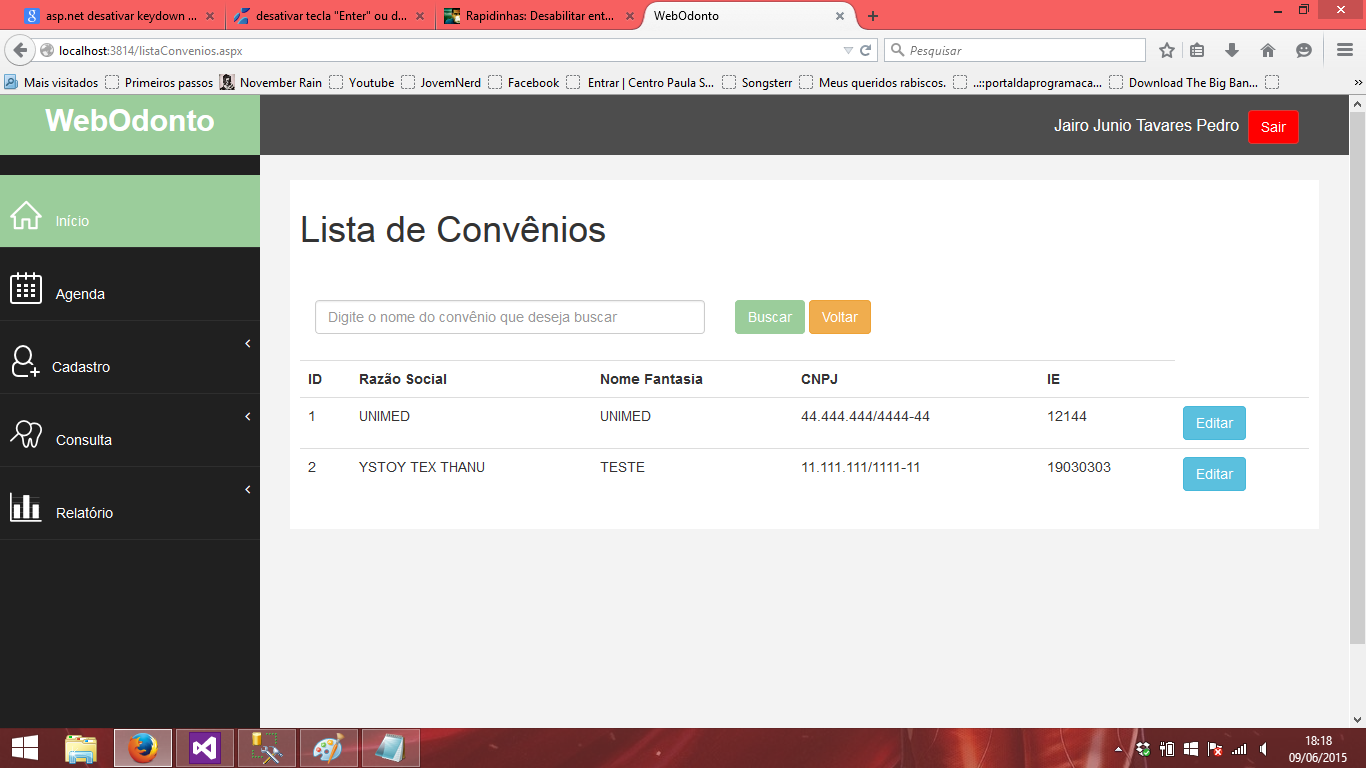 asp.net desativar keydown ...
desativar tecla "Enter" ou d...
Rapidinhas: Desabilitar ent...
WebOdonto
localhost:3814/listaConvenios.aspx
Pesquisar
Mais visitados Primeiros passos November Rain Youtube JovemNerd Facebook Entrar | Centro Paula S... Songsterr Meus queridos rabiscos. ..::portaldaprogramaca... Download The Big Ban...
WebOdonto
Jairo Junio Tavares Pedro Sair
Início
Agenda
Cadastro
Consulta
Relatório
Lista de Convênios
Digite o nome do convênio que deseja buscar Buscar Voltar
ID Razão Social Nome Fantasia CNPJ IE
1 UNIMED UNIMED 44.444.444/4444-44 12144 Editar
2 YSTOY TEX THANU TESTE 11.111.111/1111-11 19030303 Editar
18:18
09/06/2015